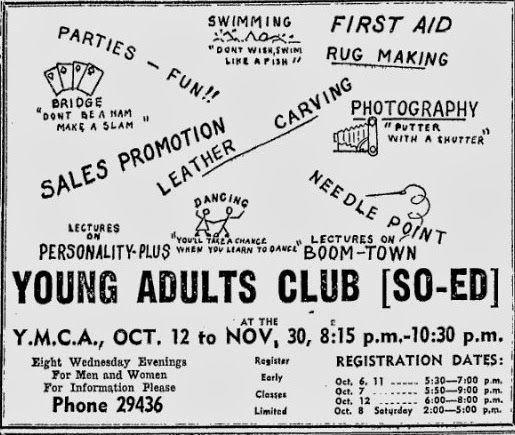 PARTIES - FUN!!
SWIMMING
"DONT WISH, SWIM
LIKE A FISH"
FIRST AID
RUG MAKING
BRIDGE
"DONT BE A HAM
MAKE A SLAM"
SALES PROMOTION
LEATHER CARVING
PHOTOGRAPHY
"PUTTER
WITH A SHUTTER"
NEEDLE POINT
DANCING
"YOU'LL TAKE A CHANCE
WHEN YOU LEARN TO DANCE"
LECTURES
ON
PERSONALITY-PLUS
LECTURES ON
BOOM-TOWN
YOUNG ADULTS CLUB [SO-ED]
AT THE
Y.M.C.A., OCT. 12 to NOV. 30, 8:15 p.m.-10:30 p.m.
Eight Wednesday Evenings
For Men and Women
For Information Please
Phone 29436
Register
Early
Classes
Limited
REGISTRATION DATES:
Oct. 6, 11 ------ 5:30—7:00 p.m.
Oct. 7 ------ 5:50—9:00 p.m.
Oct. 12 ------ 6:00—8:00 p.m.
Oct. 8 Saturday 2:00—5:00 p.m.